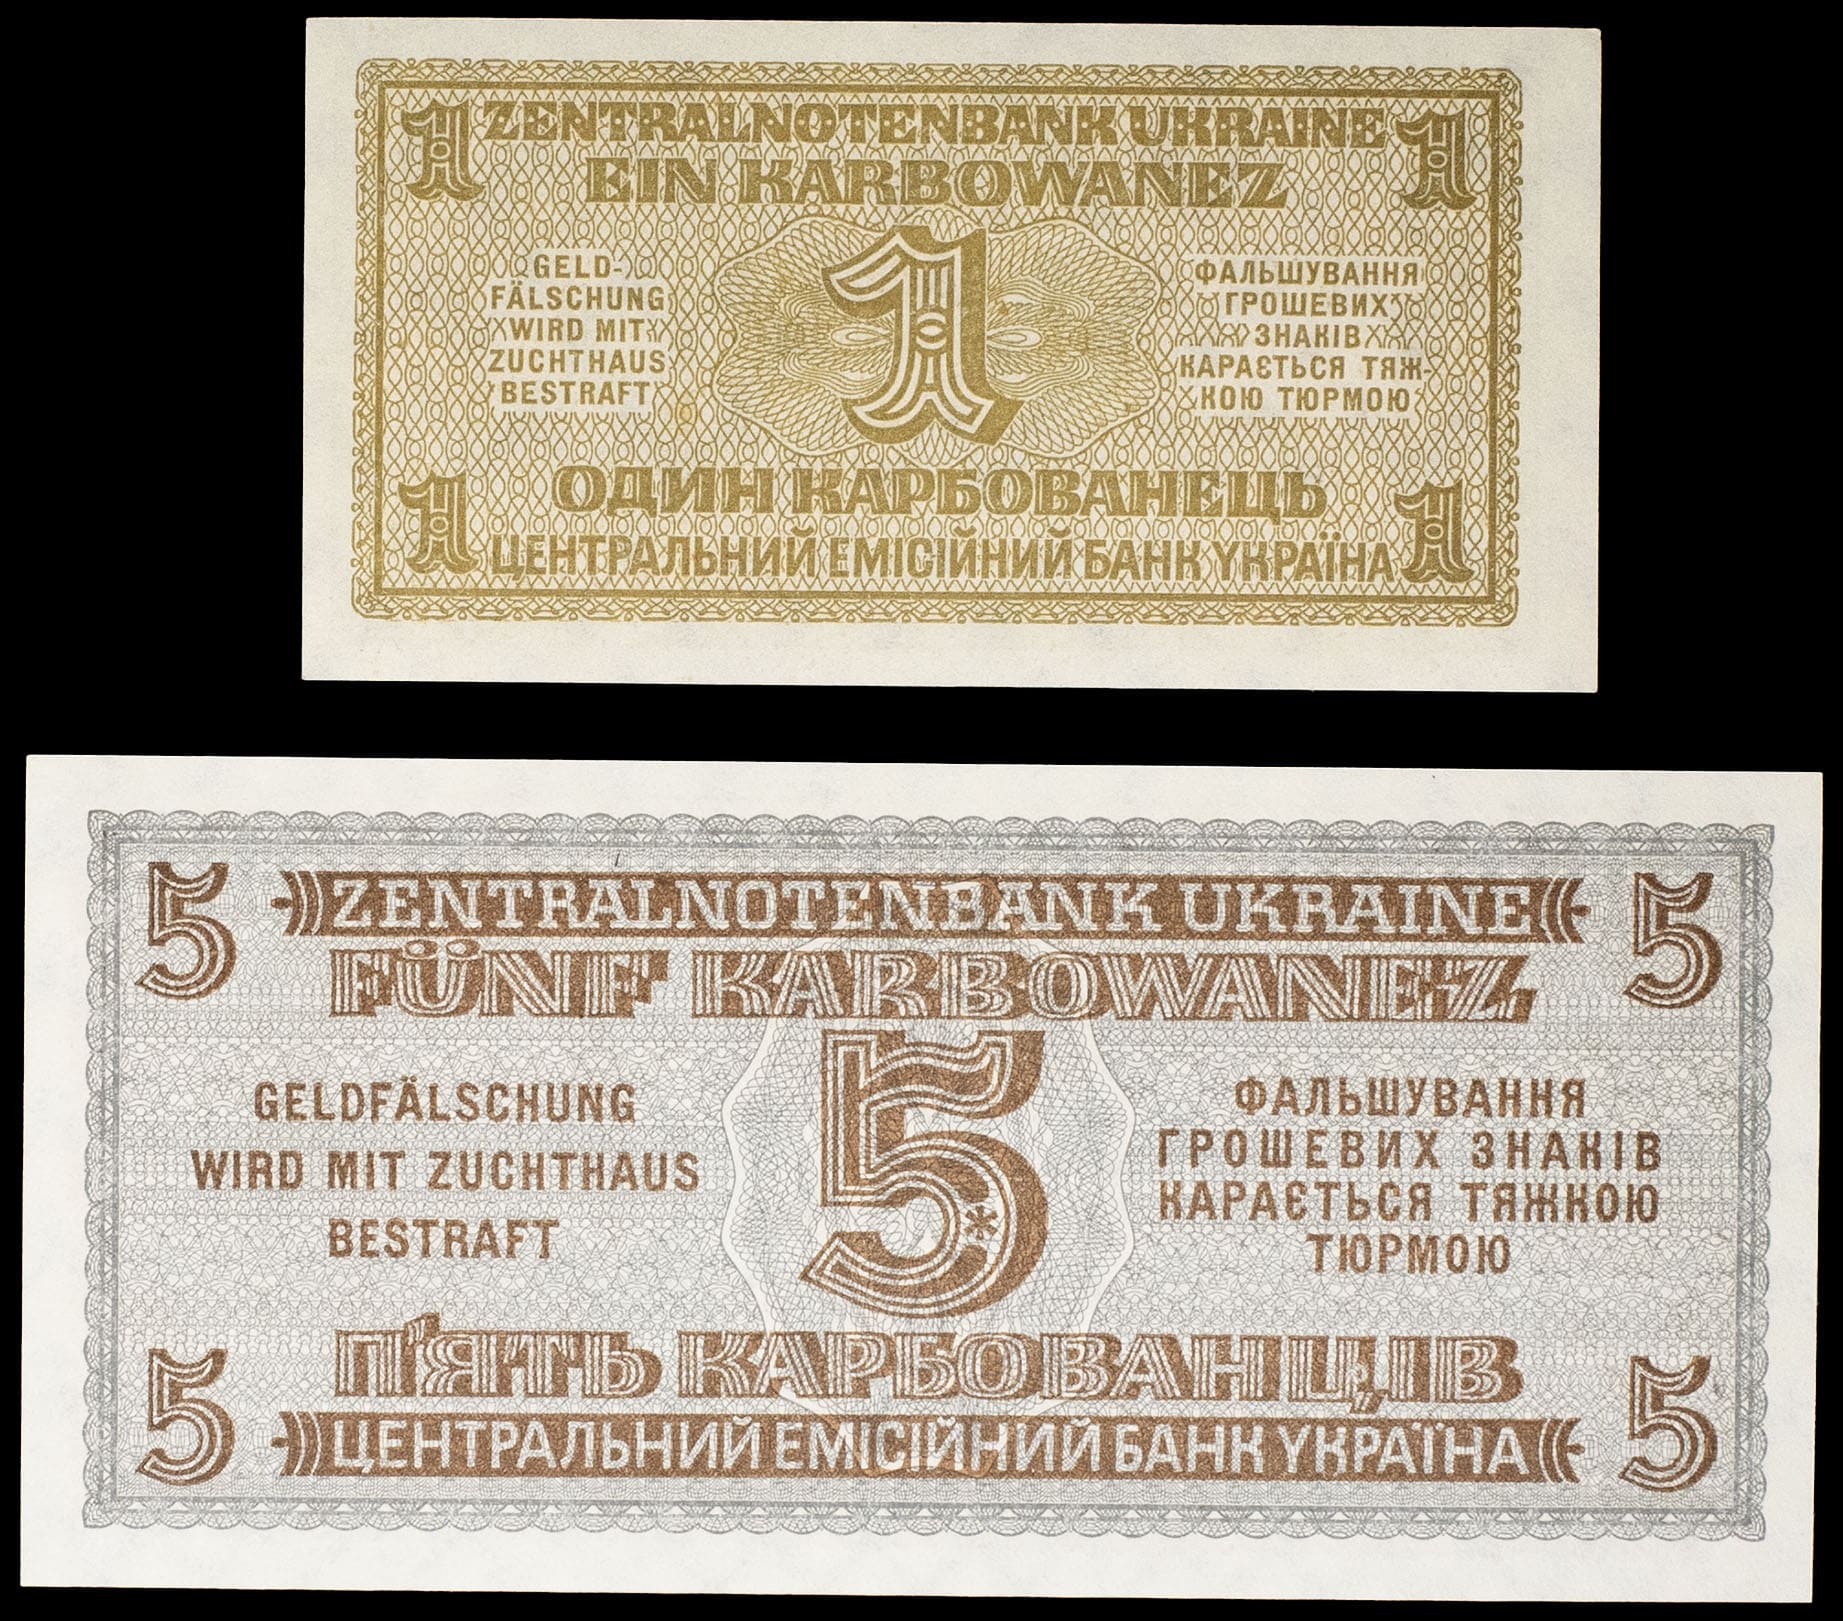 1 ZENTRALNOTENBANK UKRAINE 1
EIN KARBOWANEZ
GELD-
FÄLSCHUNG
WIRD MIT
ZUCHTHAUS
BESTRAFT
1
ФАЛЬШУВАННЯ
ГРОШЕВИХ
ЗНАКІВ
КАРАЄТЬСЯ ТЯЖ-
КОЮ ТЮРМОЮ
ОДИН КАРБОВАНЕЦЬ
1 ЦЕНТРАЛЬНИЙ ЕМІСІЙНИЙ БАНК УКРАЇНА 1
5 ZENTRALNOTENBANK UKRAINE 5
FÜNF KARBOWANEZ
GELDFÄLSCHUNG
WIRD MIT ZUCHTHAUS
BESTRAFT
5
ФАЛЬШУВАННЯ
ГРОШЕВИХ ЗНАКІВ
КАРАЄТЬСЯ ТЯЖКОЮ
ТЮРМОЮ
П'ЯТЬ КАРБОВАНЦІВ
5 ЦЕНТРАЛЬНИЙ ЕМІСІЙНИЙ БАНК УКРАЇНА 5